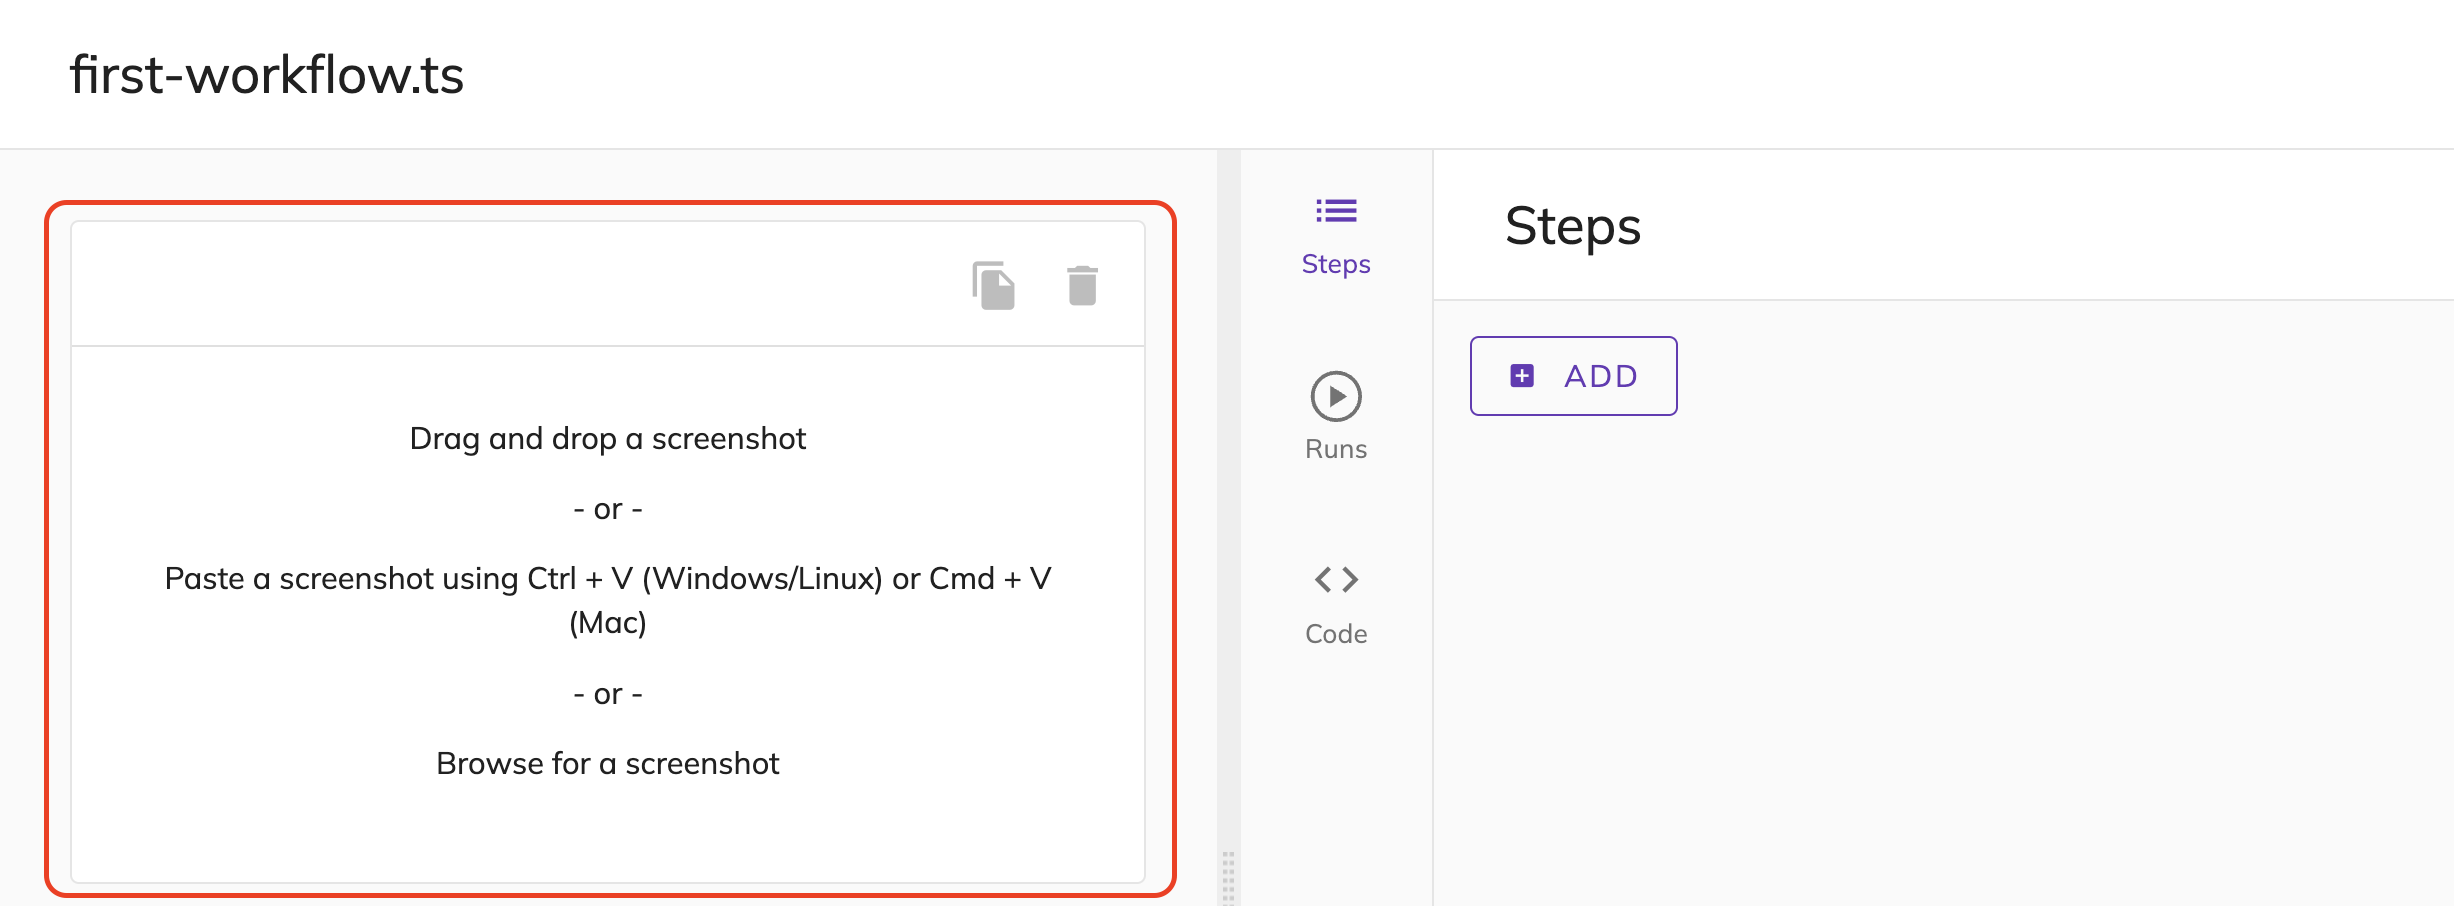 first-workflow.ts
Drag and drop a screenshot
- or -
Paste a screenshot using Ctrl + V (Windows/Linux) or Cmd + V
(Mac)
- or -
Browse for a screenshot
Steps
Runs
Code
Steps
ADD